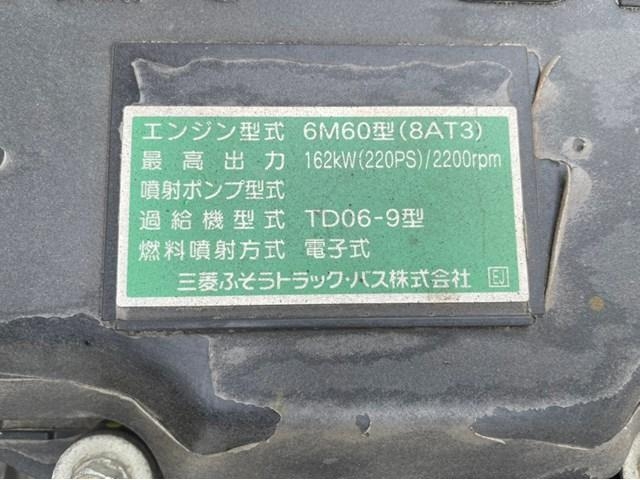 エンジン型式 6M60型(8AT3)
最高出力 162kW(220PS)/2200rpm
噴射ポンプ型式
過給機型式 TD06-9型
燃料噴射方式 電子式
三菱ふそうトラック・バス株式会社 EJ